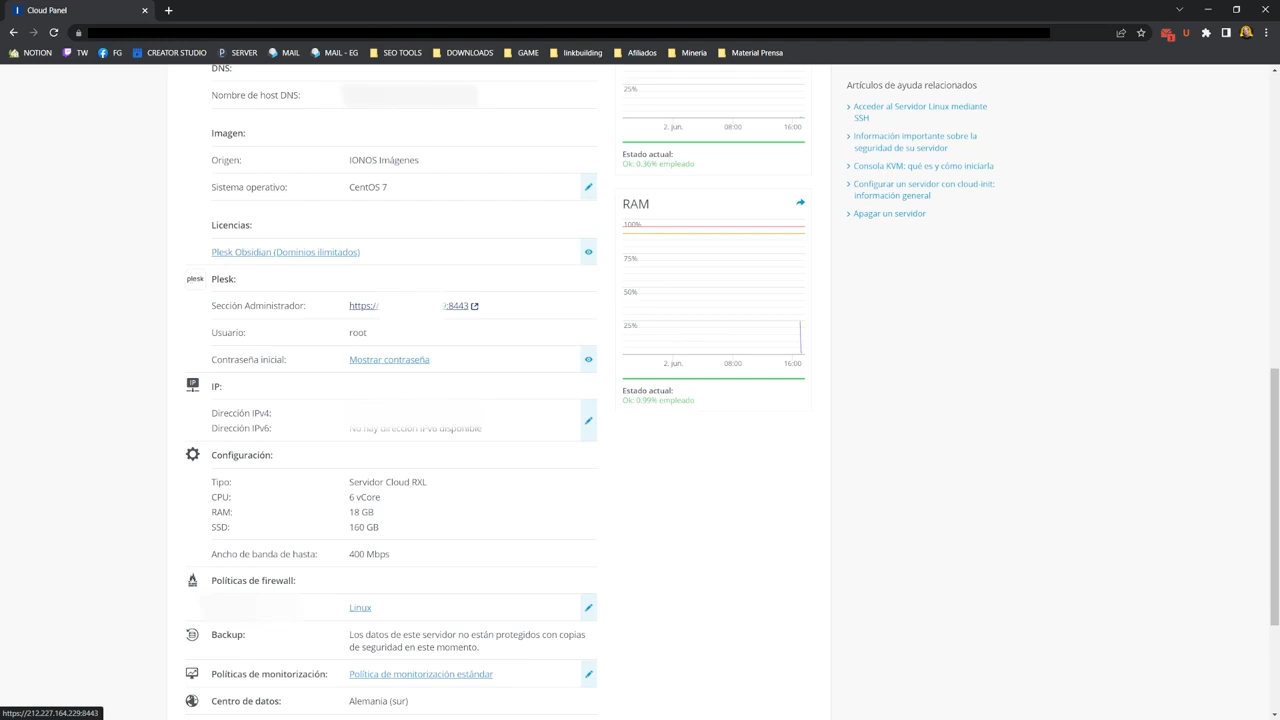 Cloud Panel
NOTION
TW
FG
CREATOR STUDIO
SERVER
MAIL
MAIL - EG
SEO TOOLS
DOWNLOADS
GAME
linkbuilding
Afiliados
Mineria
Material Prensa
DNS:
Nombre de host DNS:
Imagen:
Origen: IONOS Imágenes
Sistema operativo: CentOS 7
Licencias:
Plesk Obsidian (Dominios ilimitados)
plesk Plesk:
Sección Administrador: https:/ :8443
Usuario: root
Contraseña inicial: Mostrar contraseña
IP IP:
Dirección IPv4:
Dirección IPv6: No hay dirección IPv6 disponible
Configuración:
Tipo: Servidor Cloud RXL
CPU: 6 vCore
RAM: 18 GB
SSD: 160 GB
Ancho de banda de hasta: 400 Mbps
Políticas de firewall:
Linux
Backup: Los datos de este servidor no están protegidos con copias
de seguridad en este momento.
Políticas de monitorización: Política de monitorización estándar
Centro de datos: Alemania (sur)
25%
2. jun. 08:00 16:00
Estado actual:
Ok: 0.36% empleado
RAM
100%
75%
50%
25%
2. jun. 08:00 16:00
Estado actual:
Ok: 0.99% empleado
Artículos de ayuda relacionados
Acceder al Servidor Linux mediante
SSH
Información importante sobre la
seguridad de su servidor
Consola KVM: qué es y cómo iniciarla
Configurar un servidor con cloud-init:
información general
Apagar un servidor
https://212.227.164.229:8443